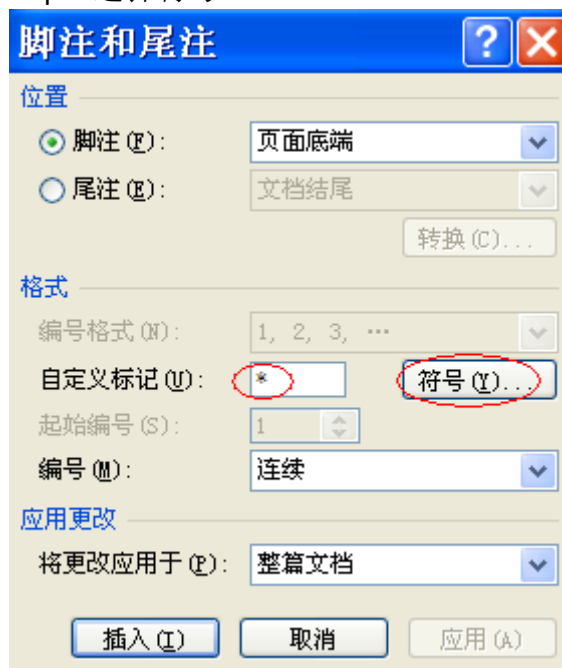 脚注和尾注
位置
脚注(F): 页面底端
尾注(E): 文档结尾
转换(C)...
格式
编号格式(N): 1, 2, 3, …
自定义标记(U): * 符号(Y)...
起始编号(S): 1
编号(M): 连续
应用更改
将更改应用于(P): 整篇文档
插入(I) 取消 应用(A)